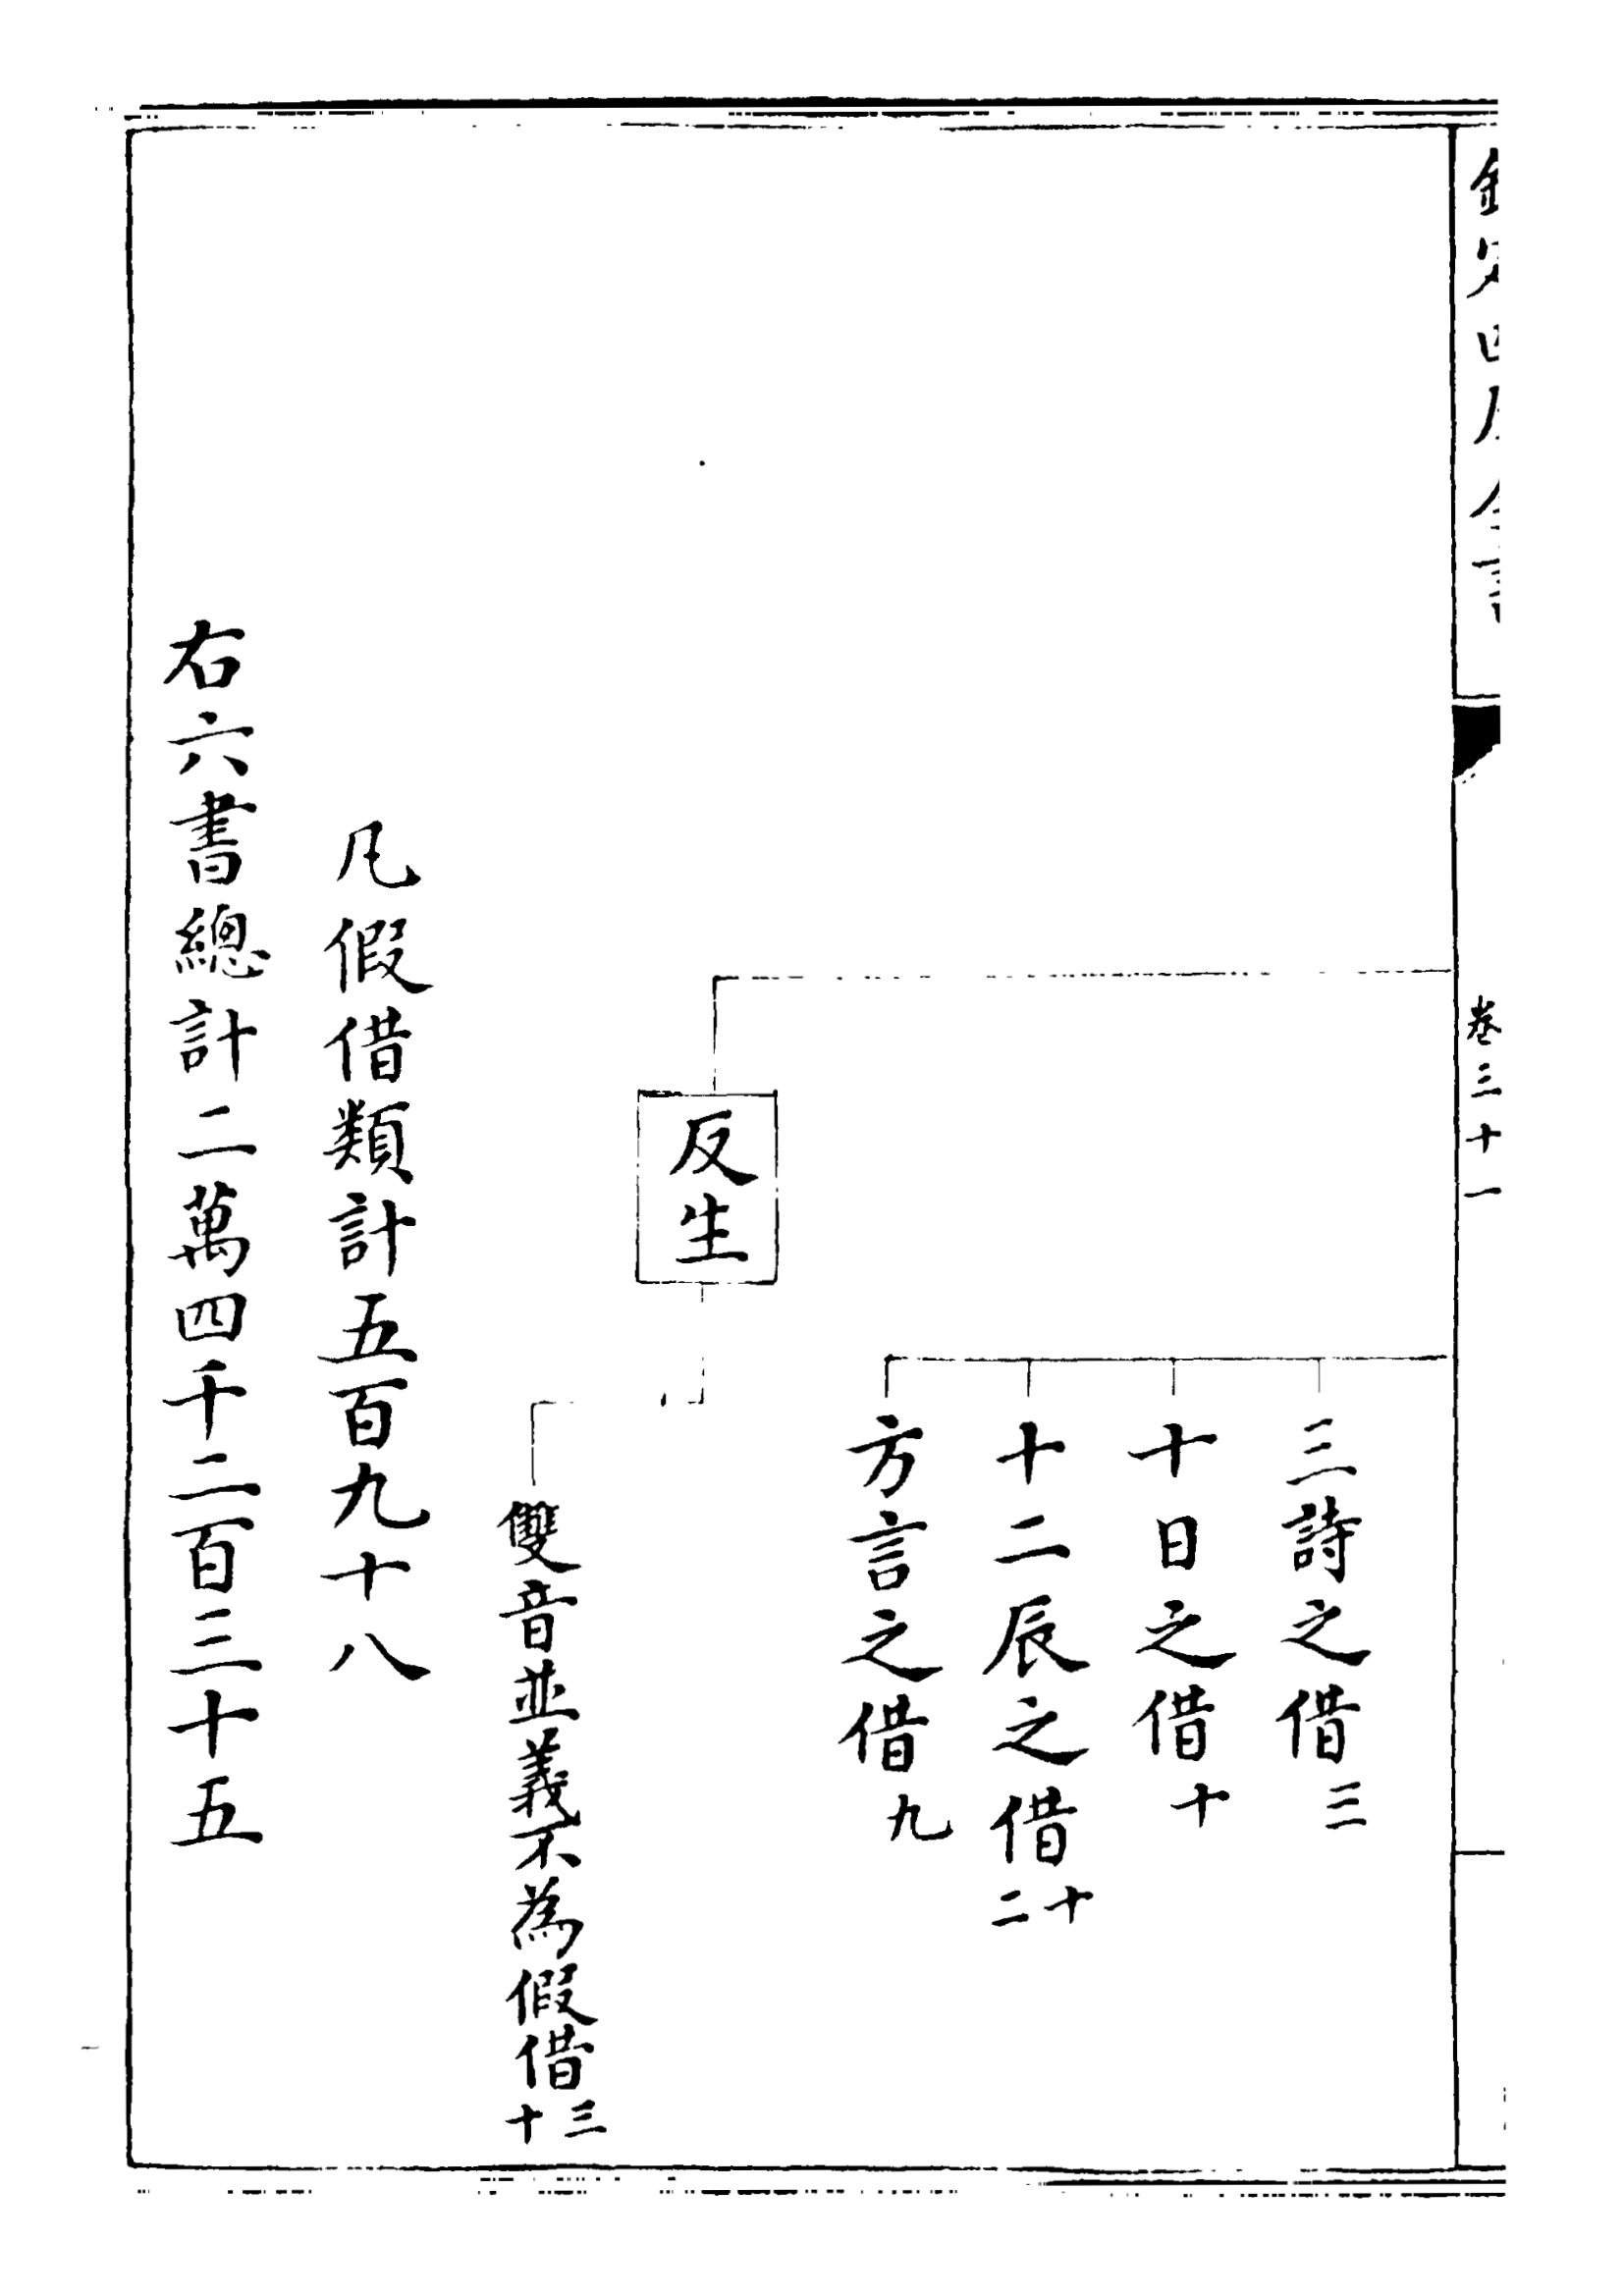 欽定四庫全書
卷三十一
三詩之借三
十日之借十
十二辰之借十二
方言之借九
反生
雙音並義不為假借三十
凡假借類計五百九十八
右六書總計二萬四千二百三十五